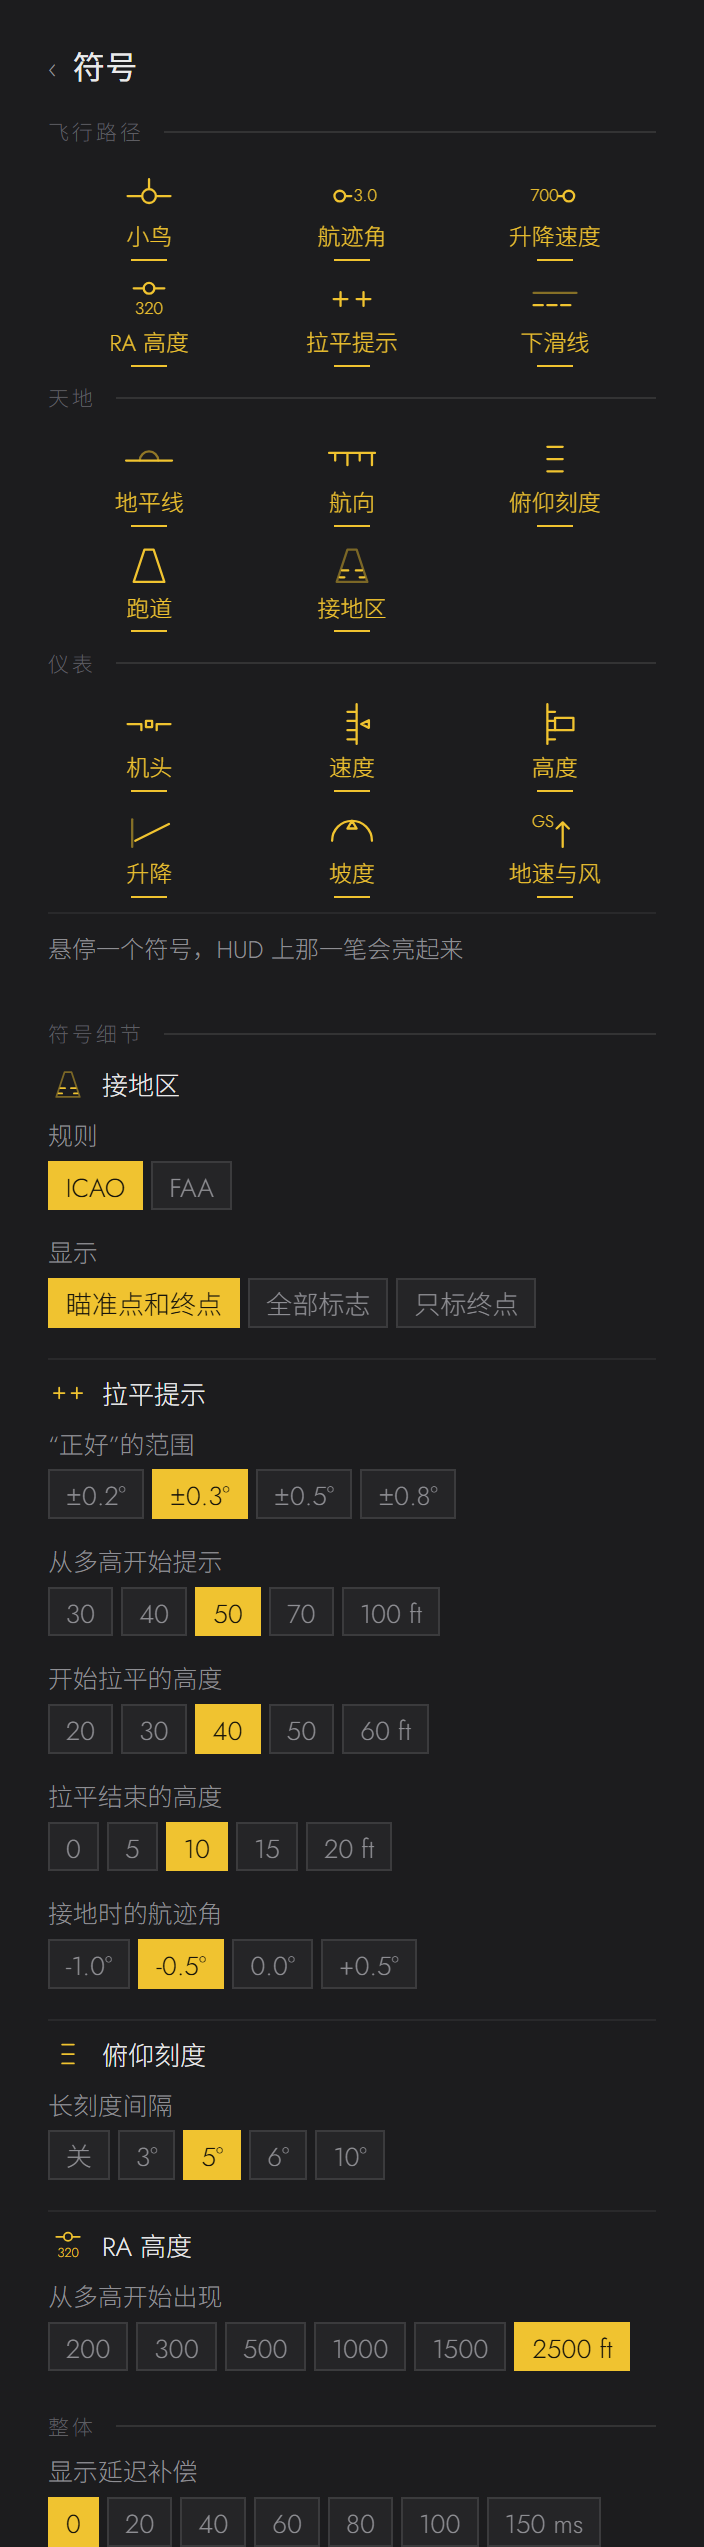 ‹ 符号
飞行路径
3.0 700
小鸟 航迹角 升降速度
320
RA 高度 拉平提示 下滑线
天地
地平线 航向 俯仰刻度
跑道 接地区
仪表
机头 速度 高度
GS
升降 坡度 地速与风
悬停一个符号，HUD 上那一笔会亮起来
符号细节
接地区
规则
ICAO FAA
显示
瞄准点和终点 全部标志 只标终点
拉平提示
“正好”的范围
±0.2° ±0.3° ±0.5° ±0.8°
从多高开始提示
30 40 50 70 100 ft
开始拉平的高度
20 30 40 50 60 ft
拉平结束的高度
0 5 10 15 20 ft
接地时的航迹角
-1.0° -0.5° 0.0° +0.5°
俯仰刻度
长刻度间隔
关 3° 5° 6° 10°
320 RA 高度
从多高开始出现
200 300 500 1000 1500 2500 ft
整体
显示延迟补偿
0 20 40 60 80 100 150 ms